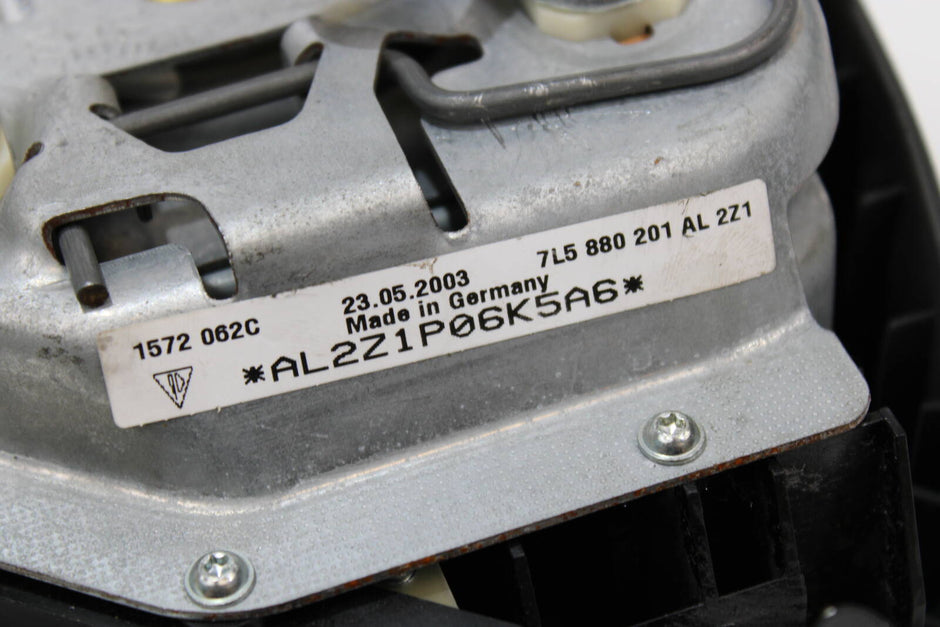 1572 062C
23.05.2003
Made in Germany
7L5 880 201 AL 2Z1
*AL2Z1P06K5A6*